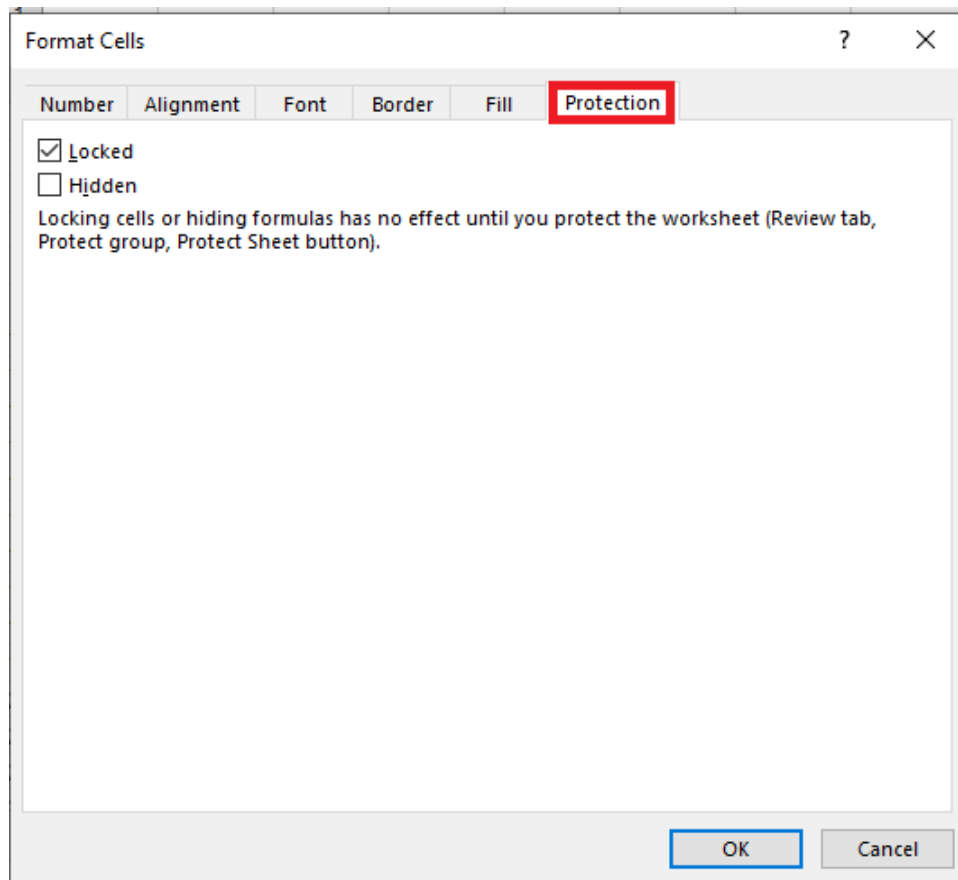 Format Cells ?
Number Alignment Font Border Fill Protection
Locked
Hidden
Locking cells or hiding formulas has no effect until you protect the worksheet (Review tab,
Protect group, Protect Sheet button).
OK Cancel